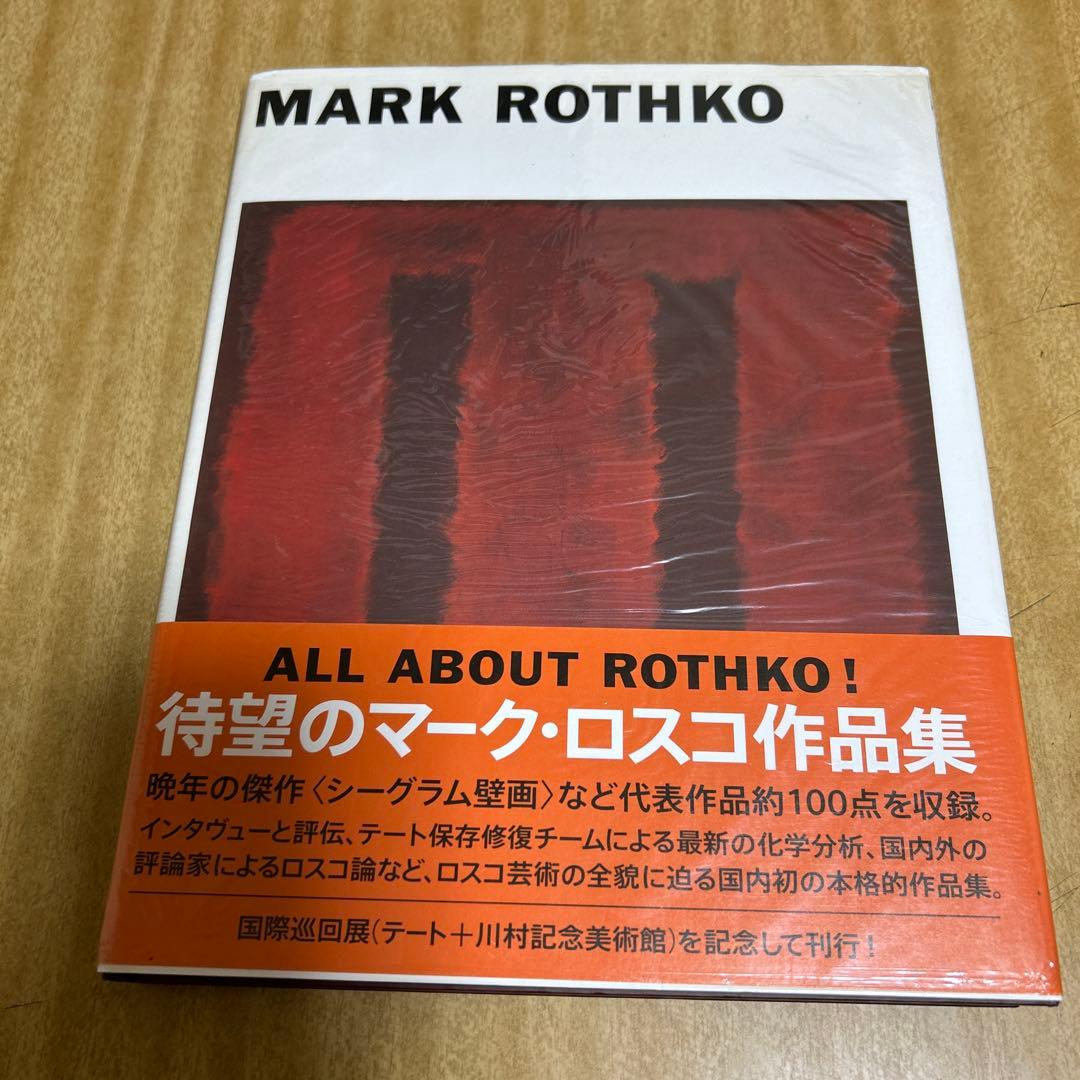 MARK ROTHKO
ALL ABOUT ROTHKO!
待望のマーク・ロスコ作品集
晩年の傑作〈シーグラム壁画〉など代表作品約100点を収録。
インタヴューと評伝、テート保存修復チームによる最新の化学分析、国内外の
評論家によるロスコ論など、ロスコ芸術の全貌に迫る国内初の本格的作品集。
国際巡回展(テート+川村記念美術館)を記念して刊行!